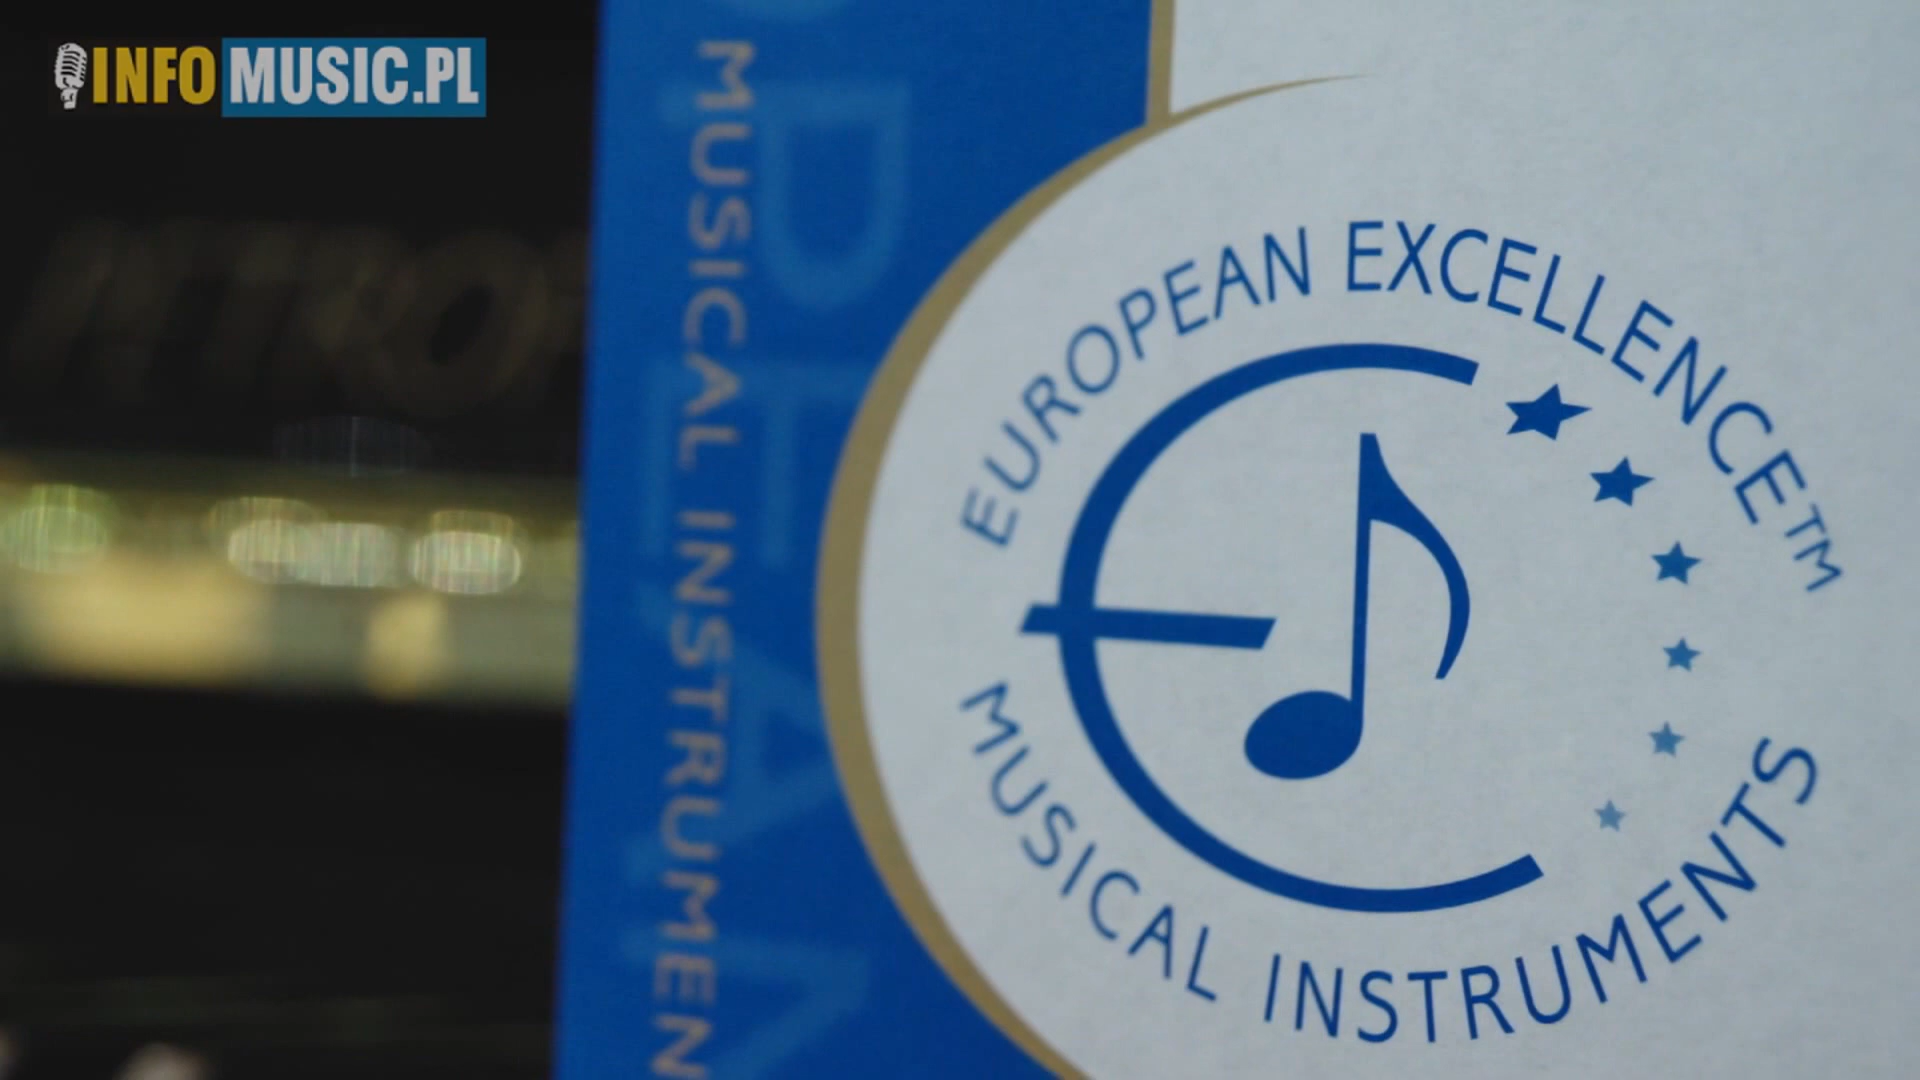 INFOMUSIC.PL
MUSICAL INSTRUMEN
EUROPEAN EXCELLENCE™
MUSICAL INSTRUMENTS